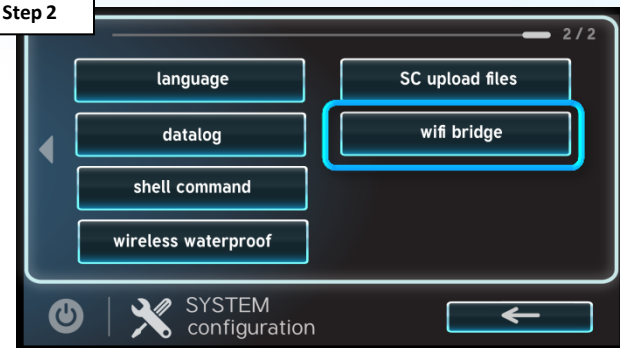 Step 2
2/2
language
SC upload files
datalog
wifi bridge
shell command
wireless waterproof
SYSTEM
configuration